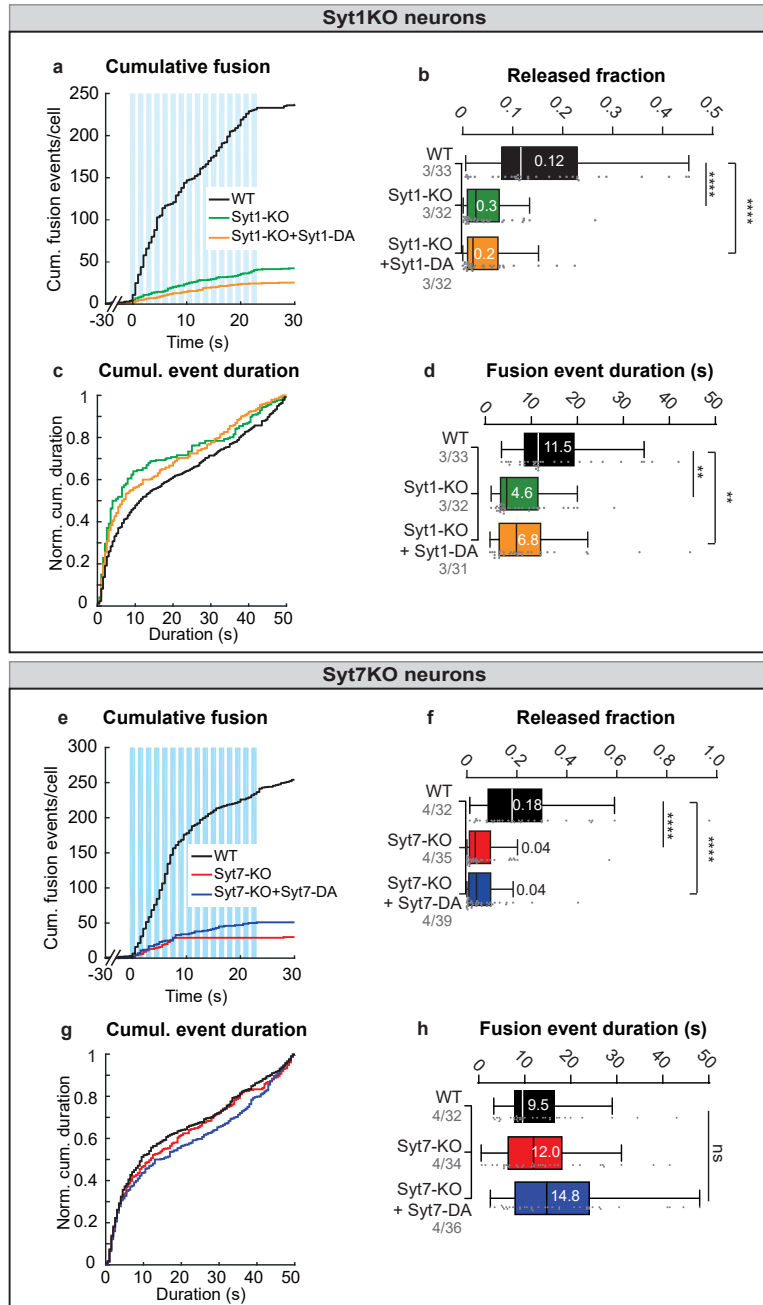 Syt1KO neurons
a Cumulative fusion
Cum. fusion events/cell
250
200
150
100
50
0
WT
Syt1-KO
Syt1-KO+Syt1-DA
-30 0 10 20 30
Time (s)
b Released fraction
0 0.1 0.2 0.3 0.4 0.5
WT
3/33
0.12
Syt1-KO
3/32
0.3
Syt1-KO
+Syt1-DA
3/32
0.2
****
****
c Cumul. event duration
Norm. cum. duration
1
0.8
0.6
0.4
0.2
0
0 10 20 30 40 50
Duration (s)
d Fusion event duration (s)
0 10 20 30 40 50
WT
3/33
11.5
Syt1-KO
3/32
4.6
Syt1-KO
+ Syt1-DA
3/31
6.8
**
**
Syt7KO neurons
e Cumulative fusion
Cum. fusion events/cell
300
250
200
150
100
50
0
WT
Syt7-KO
Syt7-KO+Syt7-DA
-30 0 10 20 30
Time (s)
f Released fraction
0 0.2 0.4 0.6 0.8 1.0
WT
4/32
0.18
Syt7-KO
4/35
0.04
Syt7-KO
+ Syt7-DA
4/39
0.04
****
****
g Cumul. event duration
Norm. cum. duration
1
0.8
0.6
0.4
0.2
0
0 10 20 30 40 50
Duration (s)
h Fusion event duration (s)
0 10 20 30 40 50
WT
4/32
9.5
Syt7-KO
4/34
12.0
Syt7-KO
+ Syt7-DA
4/36
14.8
ns